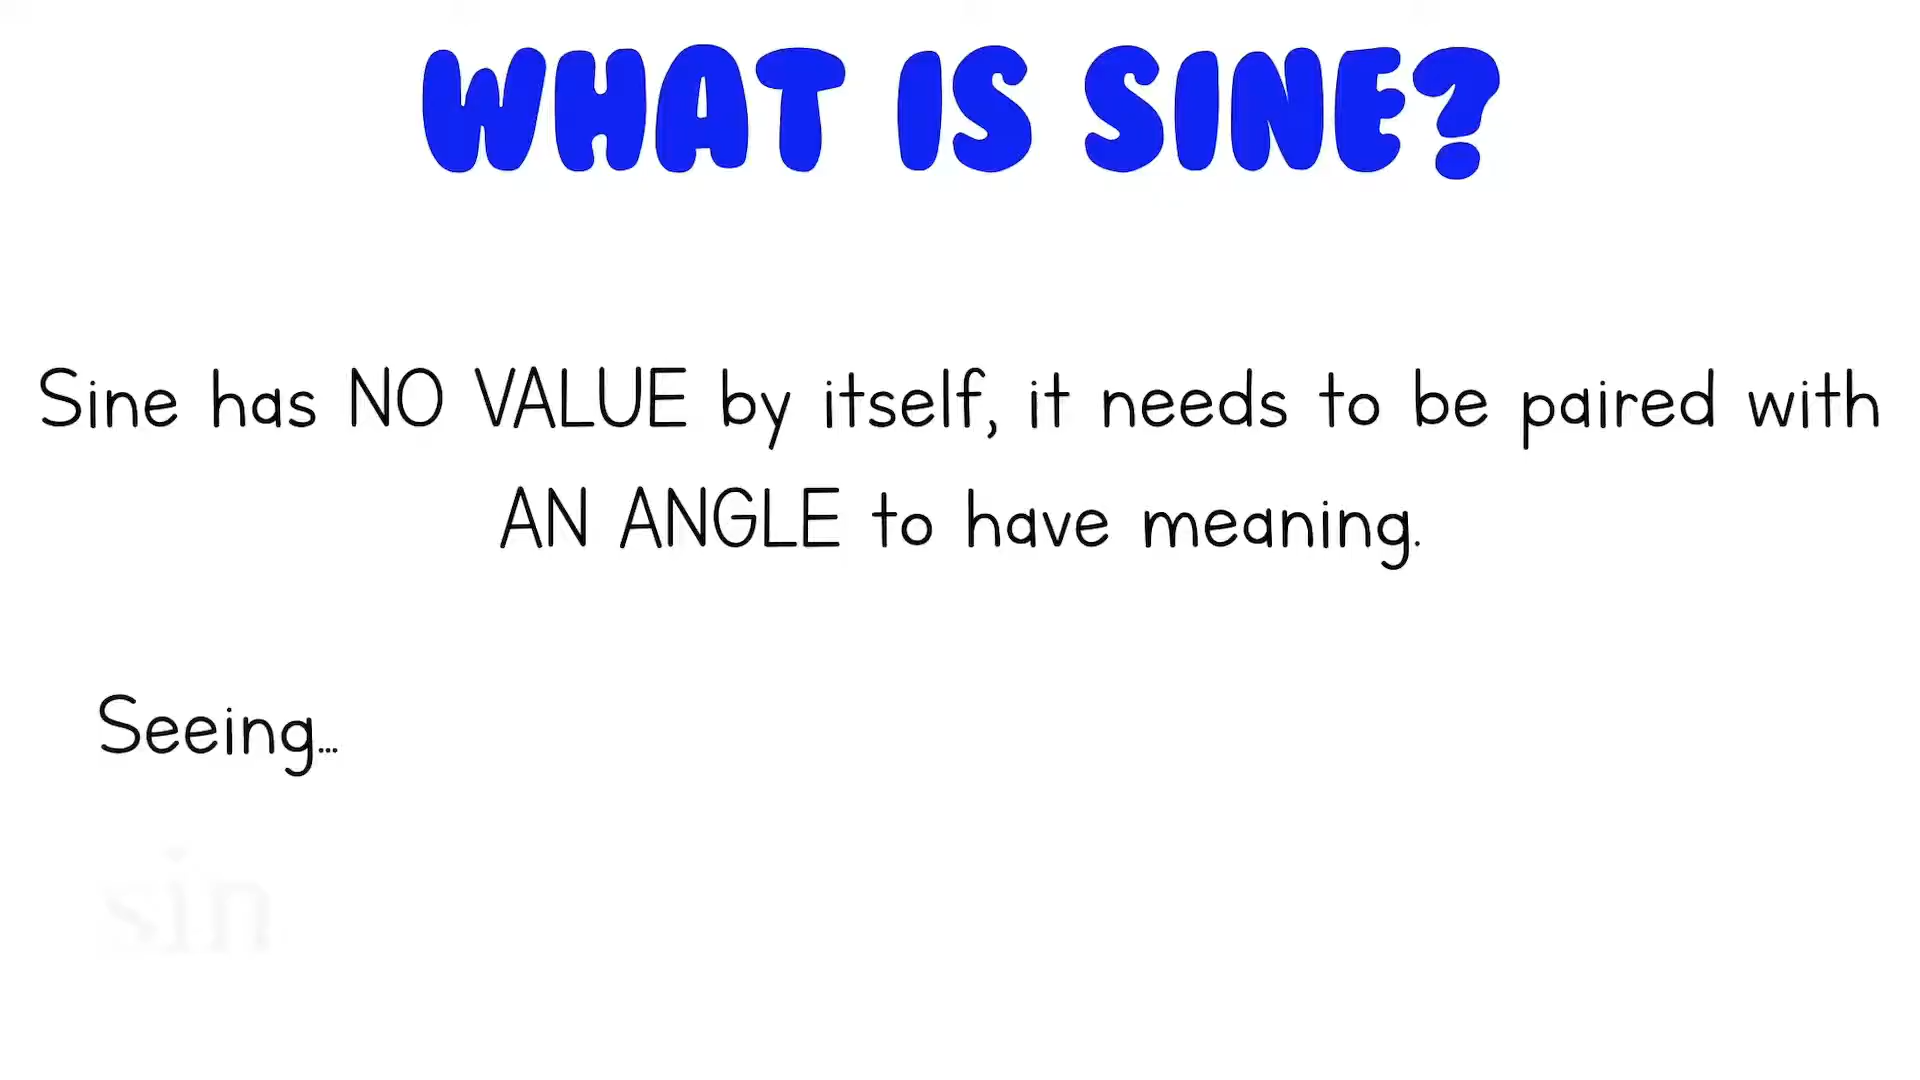 WHAT IS SINE?
Sine has NO VALUE by itself, it needs to be paired with
AN ANGLE to have meaning.
Seeing...
sin